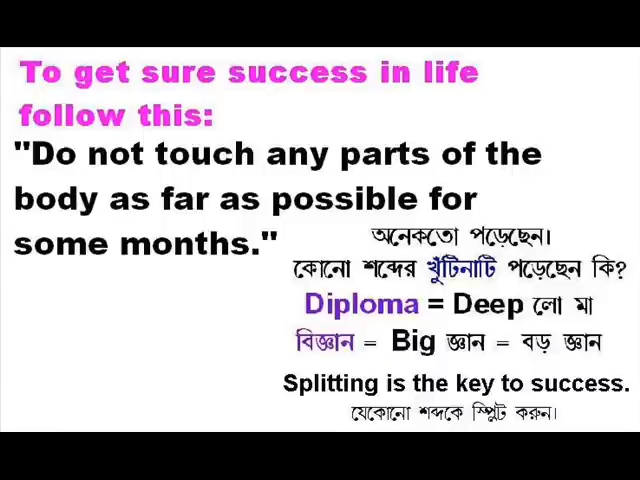 To get sure success in life
follow this:
"Do not touch any parts of the
body as far as possible for
some months."
অনেকতো পড়েছেন।
কোনো শব্দের খুঁটিনাটি পড়েছেন কি?
Diploma = Deep লো মা
বিজ্ঞান = Big জ্ঞান = বড় জ্ঞান
Splitting is the key to success.
যেকোনো শব্দকে স্প্লিট করুন।